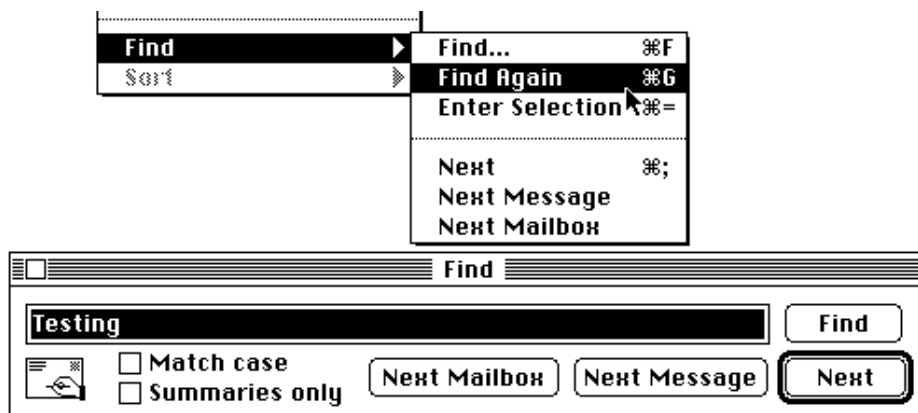 Find
Sort
Find... ⌘F
Find Again ⌘G
Enter Selection ⌘=
Next ⌘;
Next Message
Next Mailbox
Find
Testing
Find
Match case
Summaries only
Next Mailbox
Next Message
Next